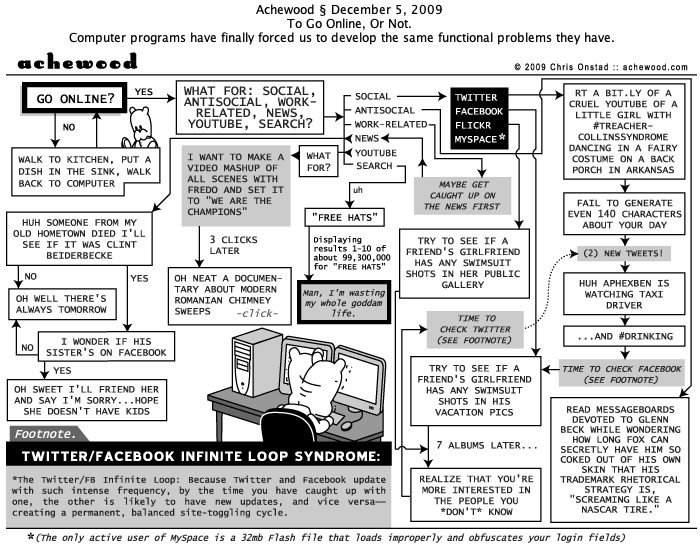 Achewood § December 5, 2009
To Go Online, Or Not.
Computer programs have finally forced us to develop the same functional problems they have.
achewood
© 2009 Chris Onstad :: achewood.com
GO ONLINE?
YES
NO
WALK TO KITCHEN, PUT A
DISH IN THE SINK, WALK
BACK TO COMPUTER
WHAT FOR: SOCIAL,
ANTISOCIAL, WORK-
RELATED, NEWS,
YOUTUBE, SEARCH?
SOCIAL
ANTISOCIAL
WORK-RELATED
NEWS
YOUTUBE
SEARCH
TWITTER
FACEBOOK
FLICKR
MYSPACE*
RT A BIT.LY OF A
CRUEL YOUTUBE OF A
LITTLE GIRL WITH
#TREACHER-
COLLINSSYNDROME
DANCING IN A FAIRY
COSTUME ON A BACK
PORCH IN ARKANSAS
FAIL TO GENERATE
EVEN 140 CHARACTERS
ABOUT YOUR DAY
(2) NEW TWEETS!
HUH APHEXBEN IS
WATCHING TAXI
DRIVER
...AND #DRINKING
TIME TO CHECK FACEBOOK
(SEE FOOTNOTE)
READ MESSAGEBOARDS
DEVOTED TO GLENN
BECK WHILE WONDERING
HOW LONG FOX CAN
SECRETLY HAVE HIM SO
COKED OUT OF HIS OWN
SKIN THAT HIS
TRADEMARK RHETORICAL
STRATEGY IS,
"SCREAMING LIKE A
NASCAR TIRE."
WHAT
FOR?
I WANT TO MAKE A
VIDEO MASHUP OF
ALL SCENES WITH
FREDO AND SET IT
TO "WE ARE THE
CHAMPIONS"
3 CLICKS
LATER
OH NEAT A DOCUMEN-
TARY ABOUT MODERN
ROMANIAN CHIMNEY
SWEEPS
-click-
uh
"FREE HATS"
Displaying
results 1-10 of
about 99,300,000
for "FREE HATS"
Man, I'm wasting
my whole goddam
life.
MAYBE GET
CAUGHT UP ON
THE NEWS FIRST
TRY TO SEE IF A
FRIEND'S GIRLFRIEND
HAS ANY SWIMSUIT
SHOTS IN HER PUBLIC
GALLERY
TIME TO
CHECK TWITTER
(SEE FOOTNOTE)
TRY TO SEE IF A
FRIEND'S GIRLFRIEND
HAS ANY SWIMSUIT
SHOTS IN HIS
VACATION PICS
7 ALBUMS LATER...
REALIZE THAT YOU'RE
MORE INTERESTED IN
THE PEOPLE YOU
*DON'T* KNOW
HUH SOMEONE FROM MY
OLD HOMETOWN DIED I'LL
SEE IF IT WAS CLINT
BEIDERBECKE
NO
YES
OH WELL THERE'S
ALWAYS TOMORROW
NO
I WONDER IF HIS
SISTER'S ON FACEBOOK
YES
OH SWEET I'LL FRIEND HER
AND SAY I'M SORRY...HOPE
SHE DOESN'T HAVE KIDS
Footnote.
TWITTER/FACEBOOK INFINITE LOOP SYNDROME:
*The Twitter/FB Infinite Loop: Because Twitter and Facebook update
with such intense frequency, by the time you have caught up with
one, the other is likely to have new updates, and vice versa——
creating a permanent, balanced site-toggling cycle.
*(The only active user of MySpace is a 32mb Flash file that loads improperly and obfuscates your login fields)